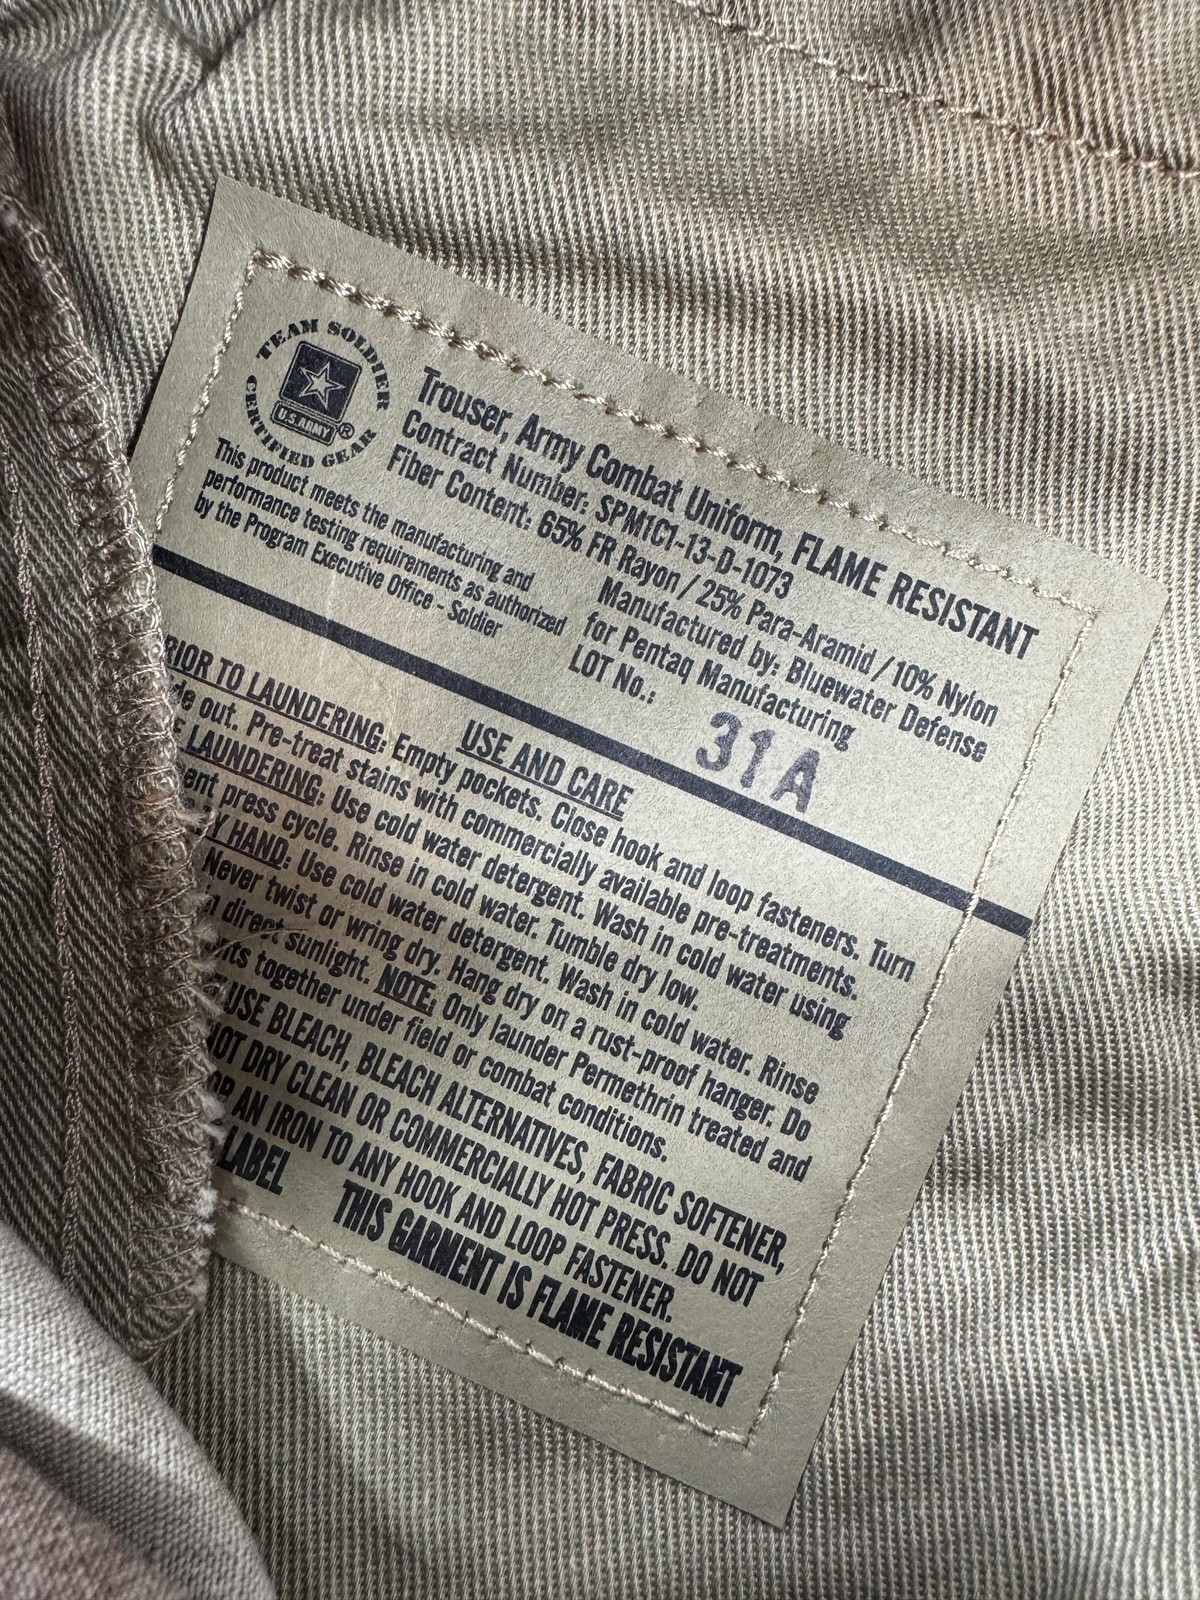 TEAM SOLDIER
U.S.ARMY
®
CERTIFIED GEAR
This product meets the manufacturing and
performance testing requirements as authorized
by the Program Executive Office - Soldier
Trouser, Army Combat Uniform, FLAME RESISTANT
Contract Number: SPM1C1-13-D-1073
Fiber Content: 65% FR Rayon / 25% Para-Aramid / 10% Nylon
Manufactured by: Bluewater Defense
for Pentaq Manufacturing
LOT No.: 31A
USE AND CARE
RIOR TO LAUNDERING: Empty pockets. Close hook and loop fasteners. Turn
out. Pre-treat stains with commercially available pre-treatments.
LAUNDERING: Use cold water detergent. Wash in cold water using
ent press cycle. Rinse in cold water. Tumble dry low.
Y HAND: Use cold water detergent. Wash in cold water. Rinse
Never twist or wring dry. Hang dry on a rust-proof hanger. Do
direct sunlight. NOTE: Only launder Permethrin treated and
together under field or combat conditions.
USE BLEACH, BLEACH ALTERNATIVES, FABRIC SOFTENER,
OT DRY CLEAN OR COMMERCIALLY HOT PRESS. DO NOT
AN IRON TO ANY HOOK AND LOOP FASTENER.
LABEL THIS GARMENT IS FLAME RESISTANT